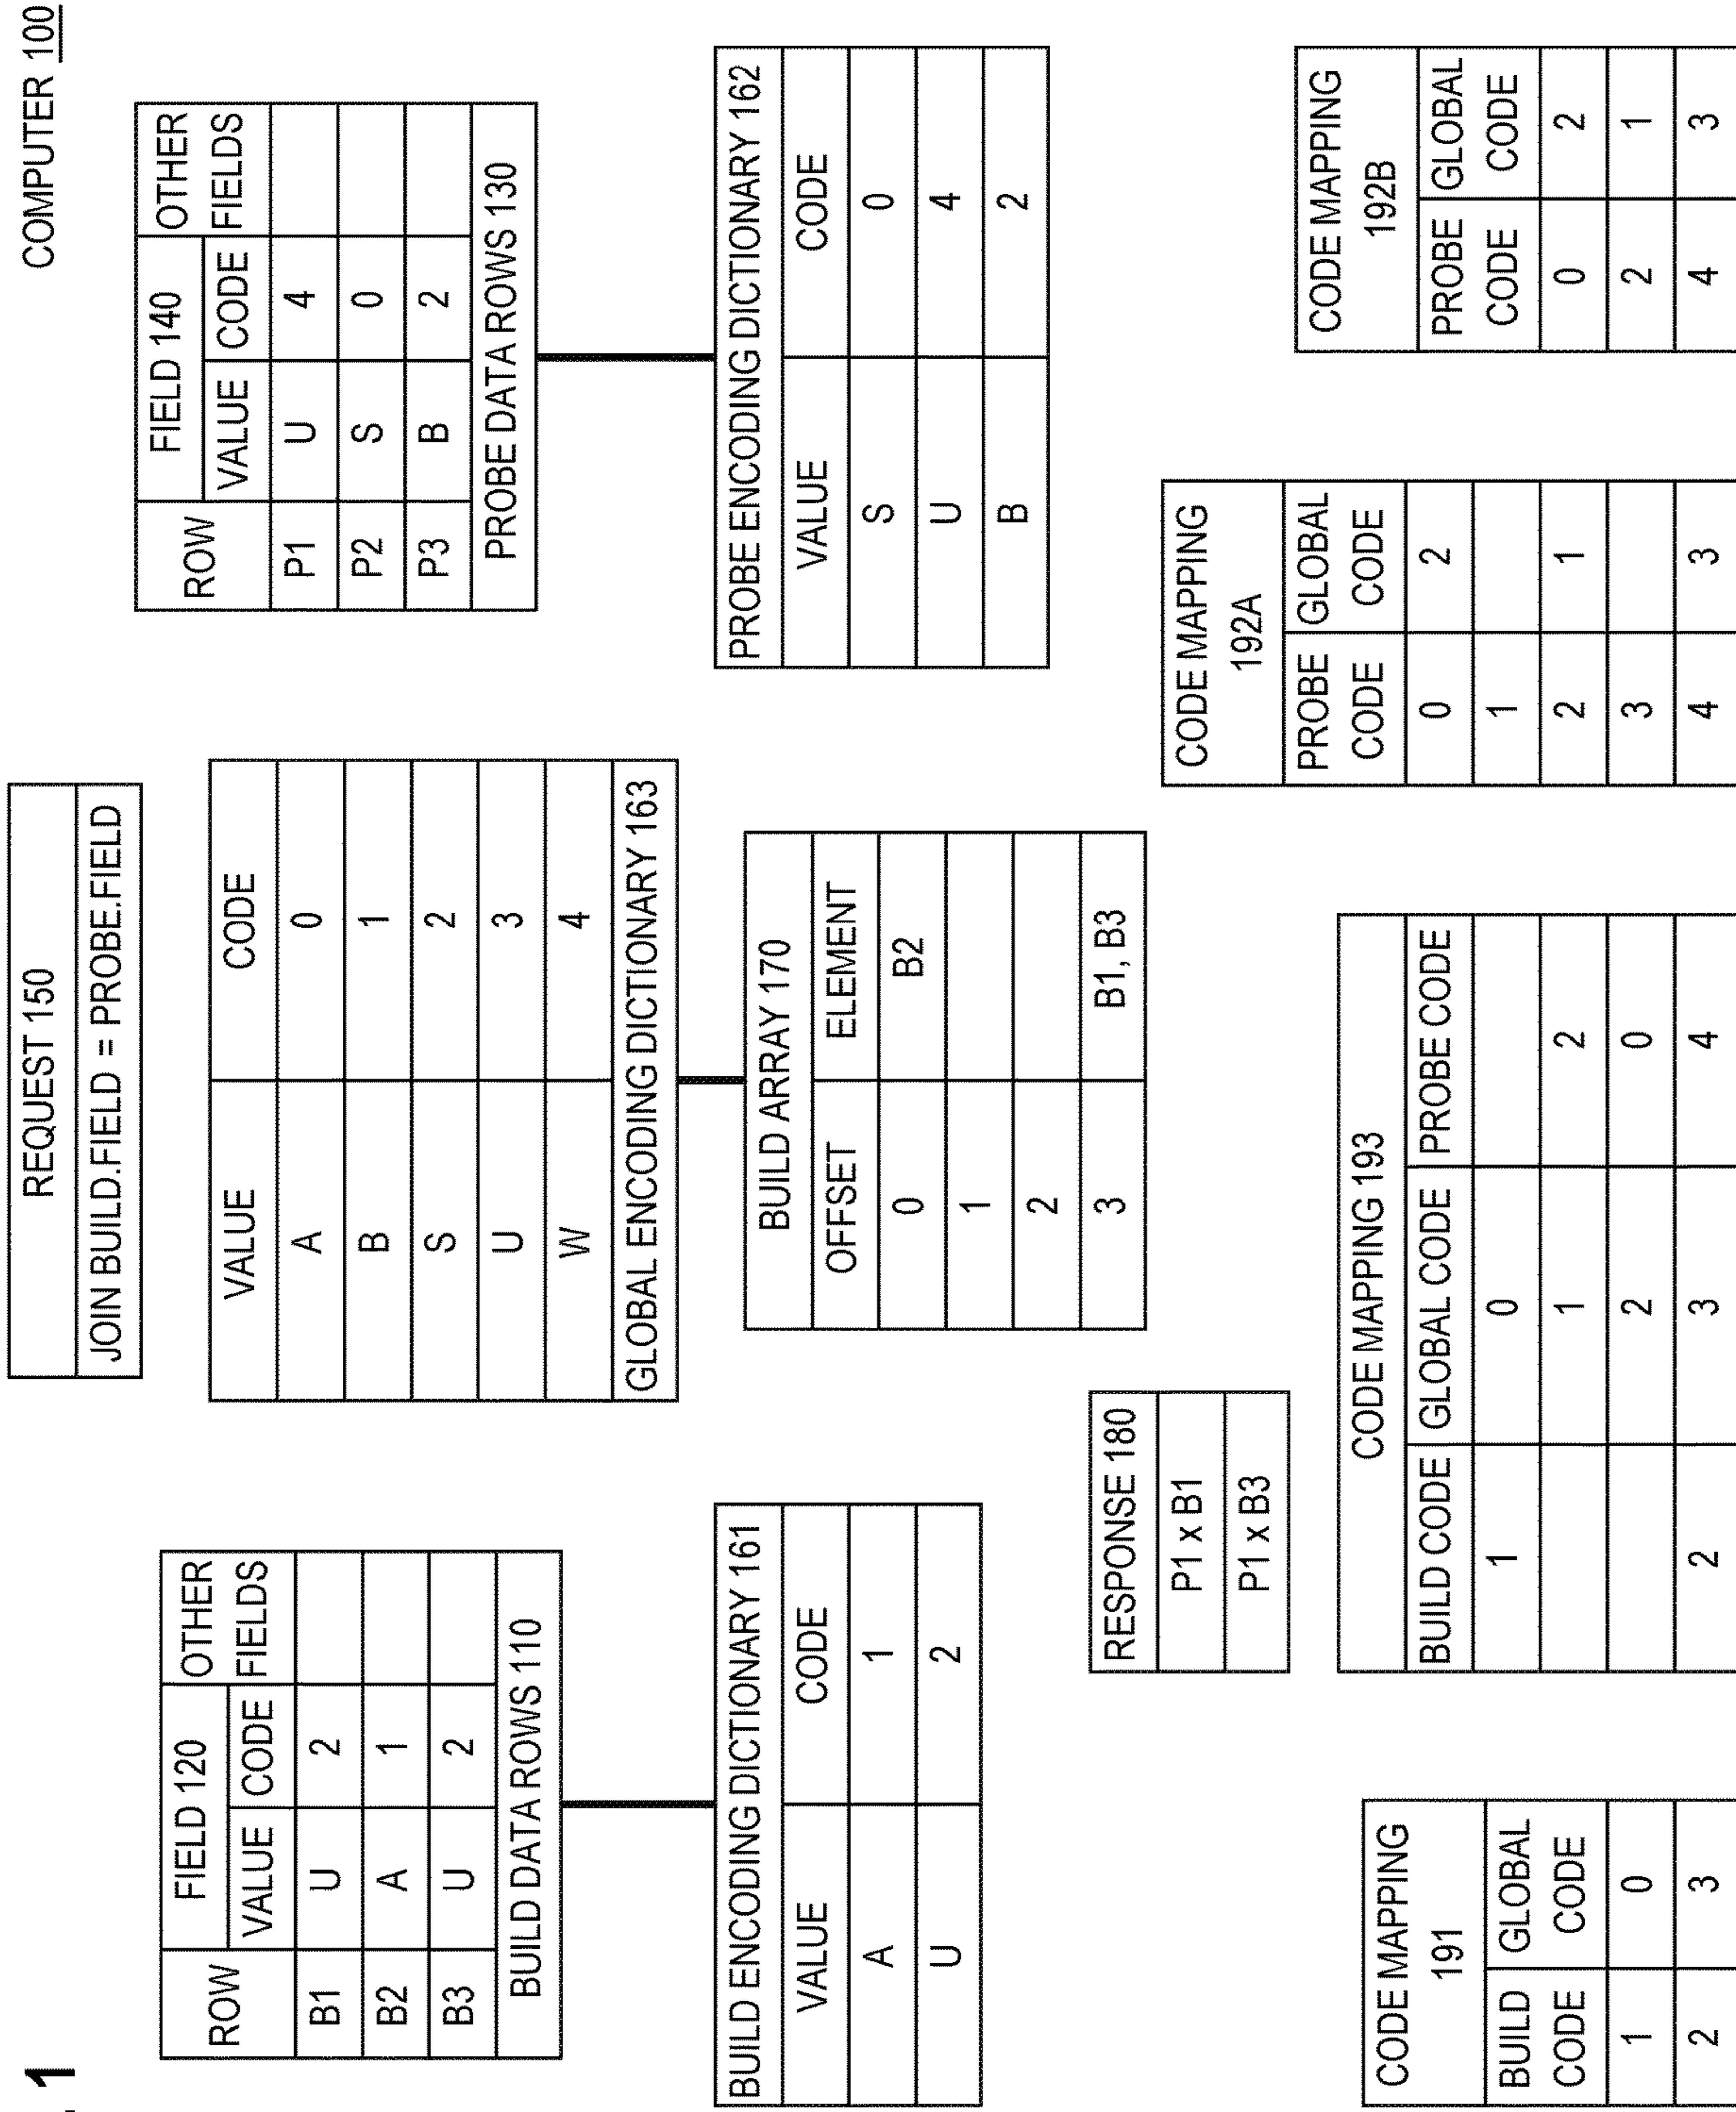 . 1
COMPUTER 100
REQUEST 150
JOIN BUILD.FIELD = PROBE.FIELD
ROW FIELD 120 OTHER FIELDS
VALUE CODE
B1 U 2
B2 A 1
B3 U 2
BUILD DATA ROWS 110
VALUE CODE
A 0
B 1
S 2
U 3
W 4
GLOBAL ENCODING DICTIONARY 163
ROW FIELD 140 OTHER FIELDS
VALUE CODE
P1 U 4
P2 S 0
P3 B 2
PROBE DATA ROWS 130
BUILD ENCODING DICTIONARY 161
VALUE CODE
A 1
U 2
BUILD ARRAY 170
OFFSET ELEMENT
0 B2
1
2
3 B1, B3
PROBE ENCODING DICTIONARY 162
VALUE CODE
S 0
U 4
B 2
RESPONSE 180
P1 x B1
P1 x B3
CODE MAPPING
191
BUILD CODE GLOBAL CODE
1 0
2 3
CODE MAPPING 193
BUILD CODE GLOBAL CODE PROBE CODE
1 0
1 2
2 0
2 3 4
CODE MAPPING
192A
PROBE CODE GLOBAL CODE
0 2
1
2 1
3
4 3
CODE MAPPING
192B
PROBE CODE GLOBAL CODE
0 2
2 1
4 3